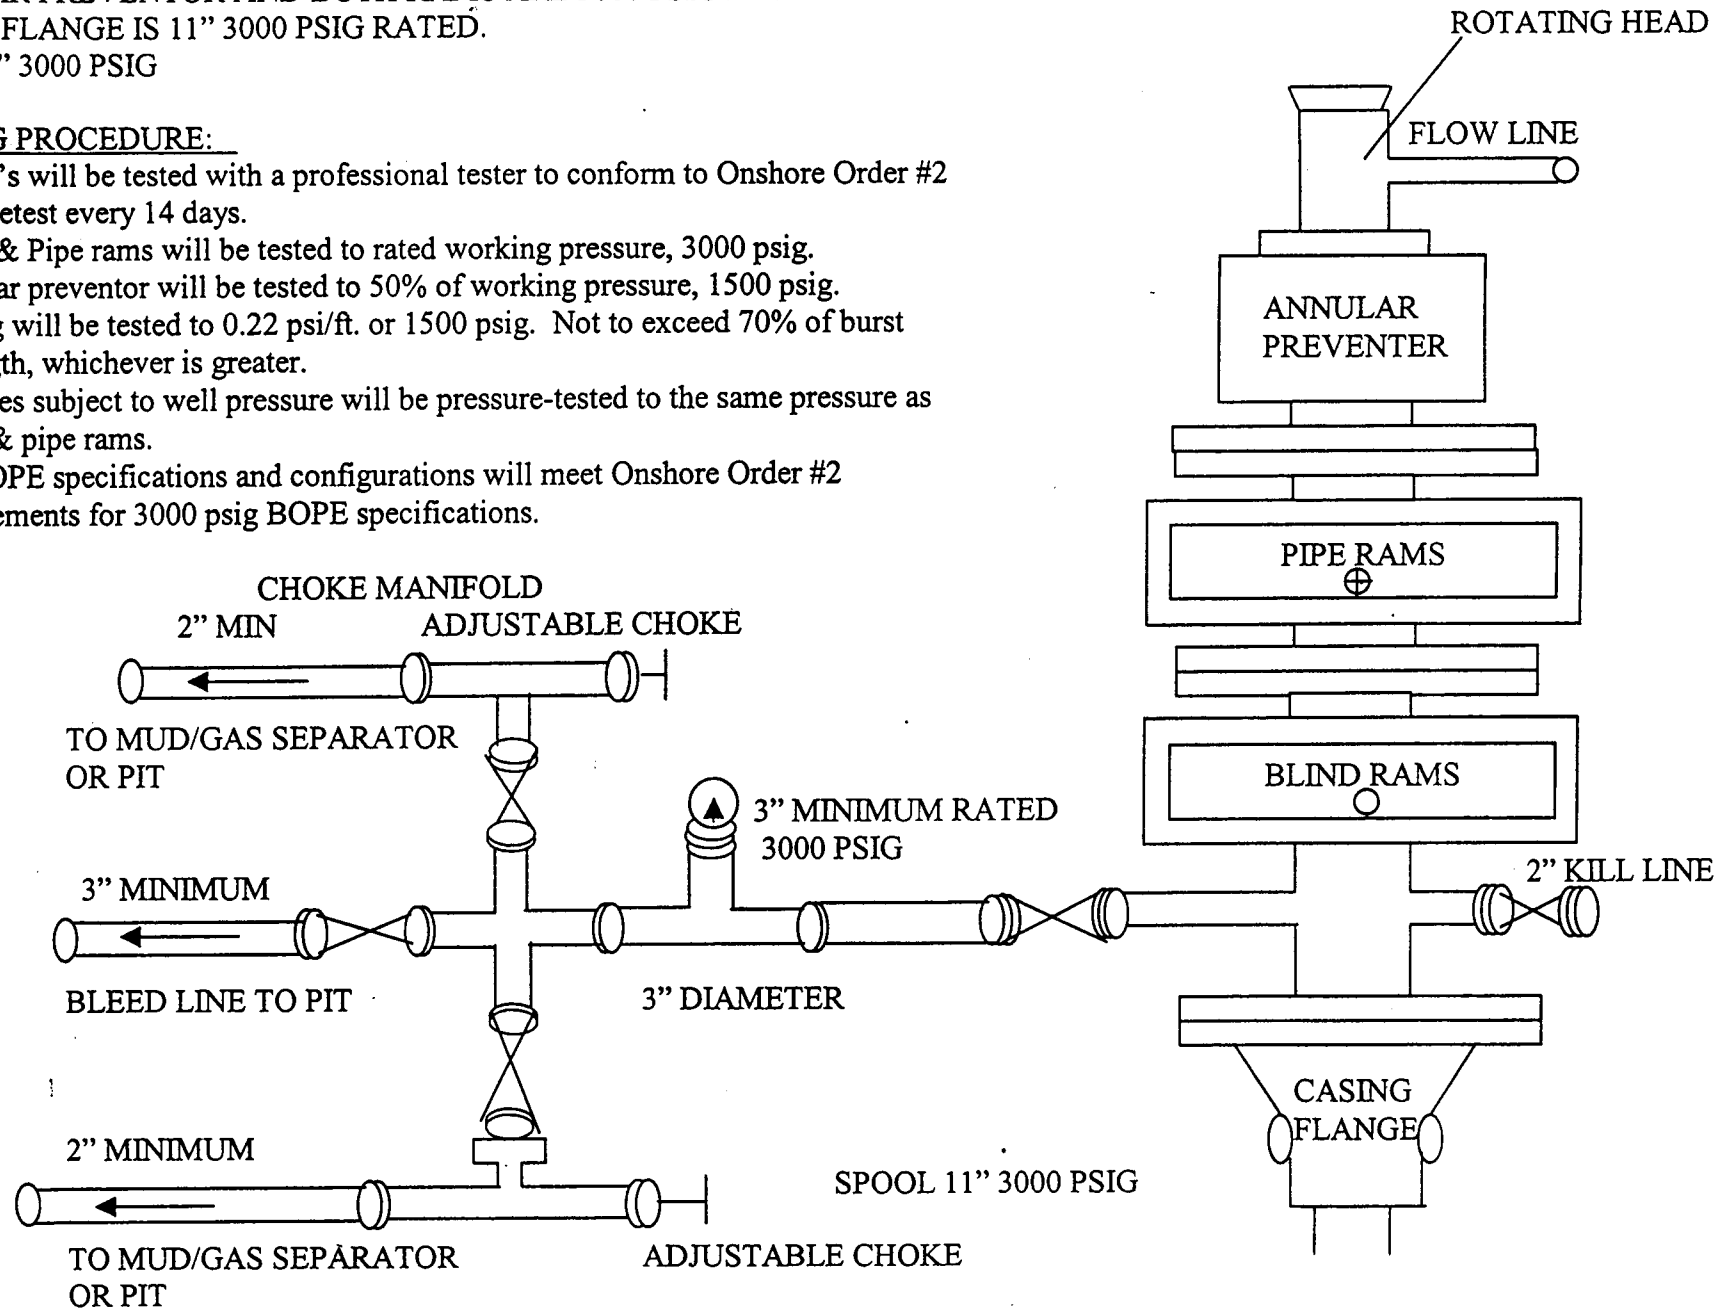 FLANGE IS 11” 3000 PSIG RATED.
” 3000 PSIG
G PROCEDURE:
’s will be tested with a professional tester to conform to Onshore Order #2
etest every 14 days.
& Pipe rams will be tested to rated working pressure, 3000 psig.
ar preventor will be tested to 50% of working pressure, 1500 psig.
g will be tested to 0.22 psi/ft. or 1500 psig. Not to exceed 70% of burst
gth, whichever is greater.
es subject to well pressure will be pressure-tested to the same pressure as
& pipe rams.
OPE specifications and configurations will meet Onshore Order #2
ements for 3000 psig BOPE specifications.
ROTATING HEAD
FLOW LINE
ANNULAR
PREVENTER
PIPE RAMS
BLIND RAMS
2” KILL LINE
CASING
FLANGE
SPOOL 11” 3000 PSIG
CHOKE MANIFOLD
2” MIN
ADJUSTABLE CHOKE
TO MUD/GAS SEPARATOR
OR PIT
3” MINIMUM RATED
3000 PSIG
3” MINIMUM
BLEED LINE TO PIT
3” DIAMETER
2” MINIMUM
TO MUD/GAS SEPARATOR
OR PIT
ADJUSTABLE CHOKE